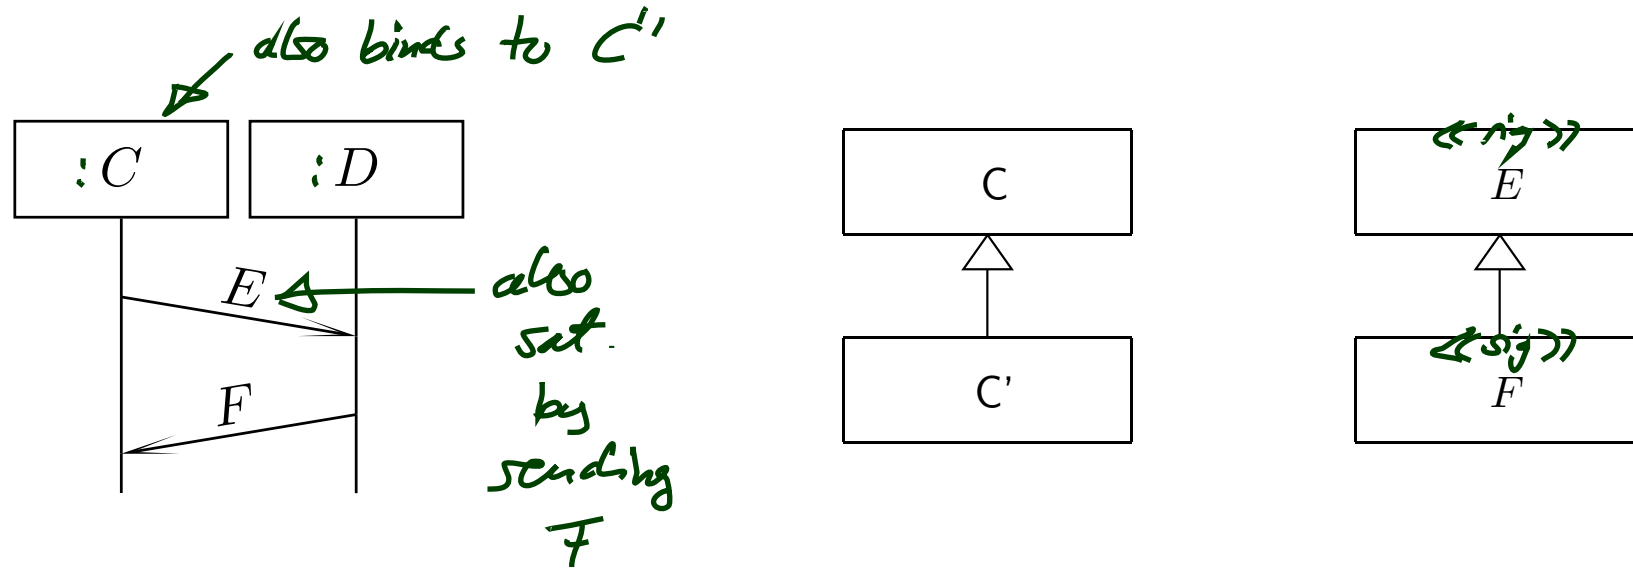 also binds to C'
:C
:D
E
also
sat.
by
sending
F
F
C
C'
<<sig>>
E
<<sig>>
F